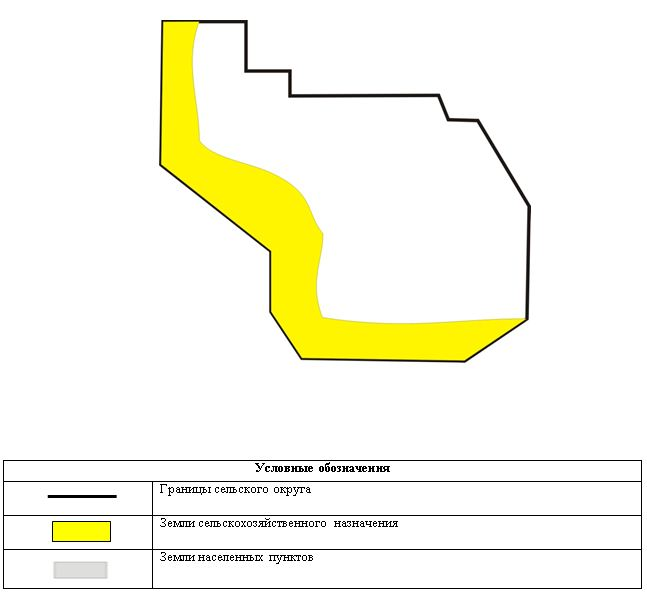 Условные обозначения
Границы сельского округа
Земли сельскохозяйственного назначения
Земли населенных пунктов